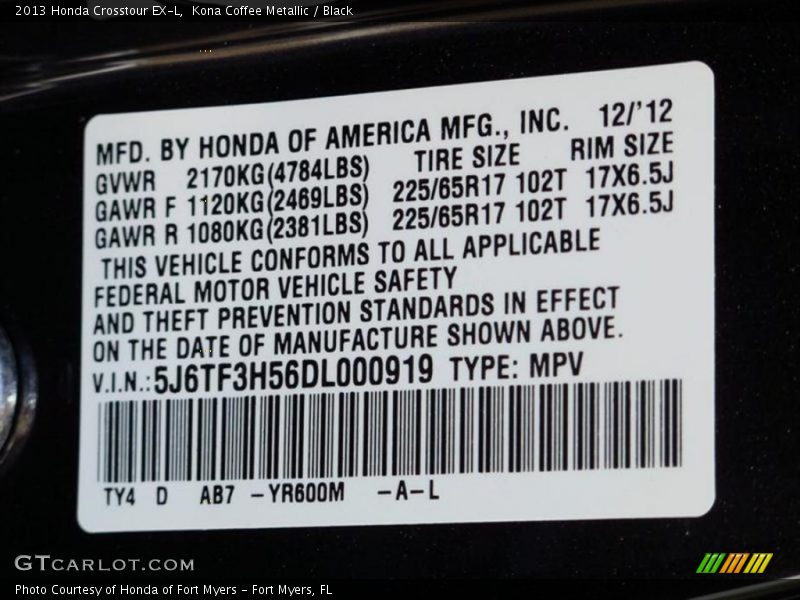 2013 Honda Crosstour EX-L, Kona Coffee Metallic / Black
MFD. BY HONDA OF AMERICA MFG., INC. 12/'12
GVWR 2170KG(4784LBS) TIRE SIZE RIM SIZE
GAWR F 1120KG(2469LBS) 225/65R17 102T 17X6.5J
GAWR R 1080KG(2381LBS) 225/65R17 102T 17X6.5J
THIS VEHICLE CONFORMS TO ALL APPLICABLE
FEDERAL MOTOR VEHICLE SAFETY
AND THEFT PREVENTION STANDARDS IN EFFECT
ON THE DATE OF MANUFACTURE SHOWN ABOVE.
V.I.N.: 5J6TF3H56DL000919 TYPE: MPV
TY4 D AB7 -YR600M -A-L
GTCARLOT.COM
Photo Courtesy of Honda of Fort Myers - Fort Myers, FL